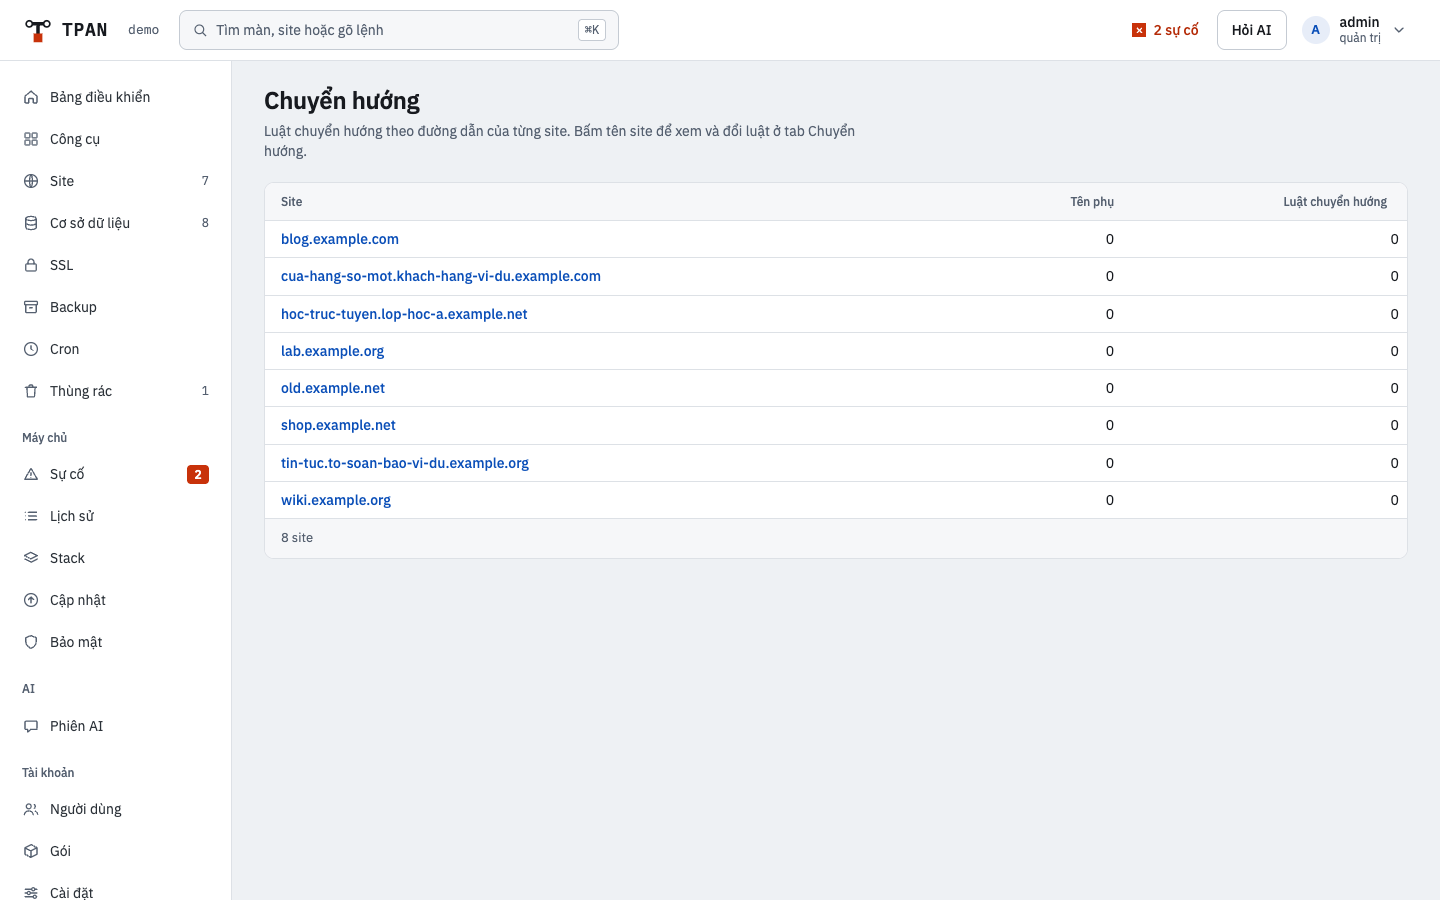 TPAN demo Tìm màn, site hoặc gõ lệnh ⌘K 2 sự cố Hỏi AI A admin
quản trị
Bảng điều khiển
Công cụ
Site 7
Cơ sở dữ liệu 8
SSL
Backup
Cron
Thùng rác 1
Máy chủ
Sự cố 2
Lịch sử
Stack
Cập nhật
Bảo mật
AI
Phiên AI
Tài khoản
Người dùng
Gói
Cài đặt
Chuyển hướng
Luật chuyển hướng theo đường dẫn của từng site. Bấm tên site để xem và đổi luật ở tab Chuyển
hướng.
Site Tên phụ Luật chuyển hướng
blog.example.com 0 0
cua-hang-so-mot.khach-hang-vi-du.example.com 0 0
hoc-truc-tuyen.lop-hoc-a.example.net 0 0
lab.example.org 0 0
old.example.net 0 0
shop.example.net 0 0
tin-tuc.to-soan-bao-vi-du.example.org 0 0
wiki.example.org 0 0
8 site